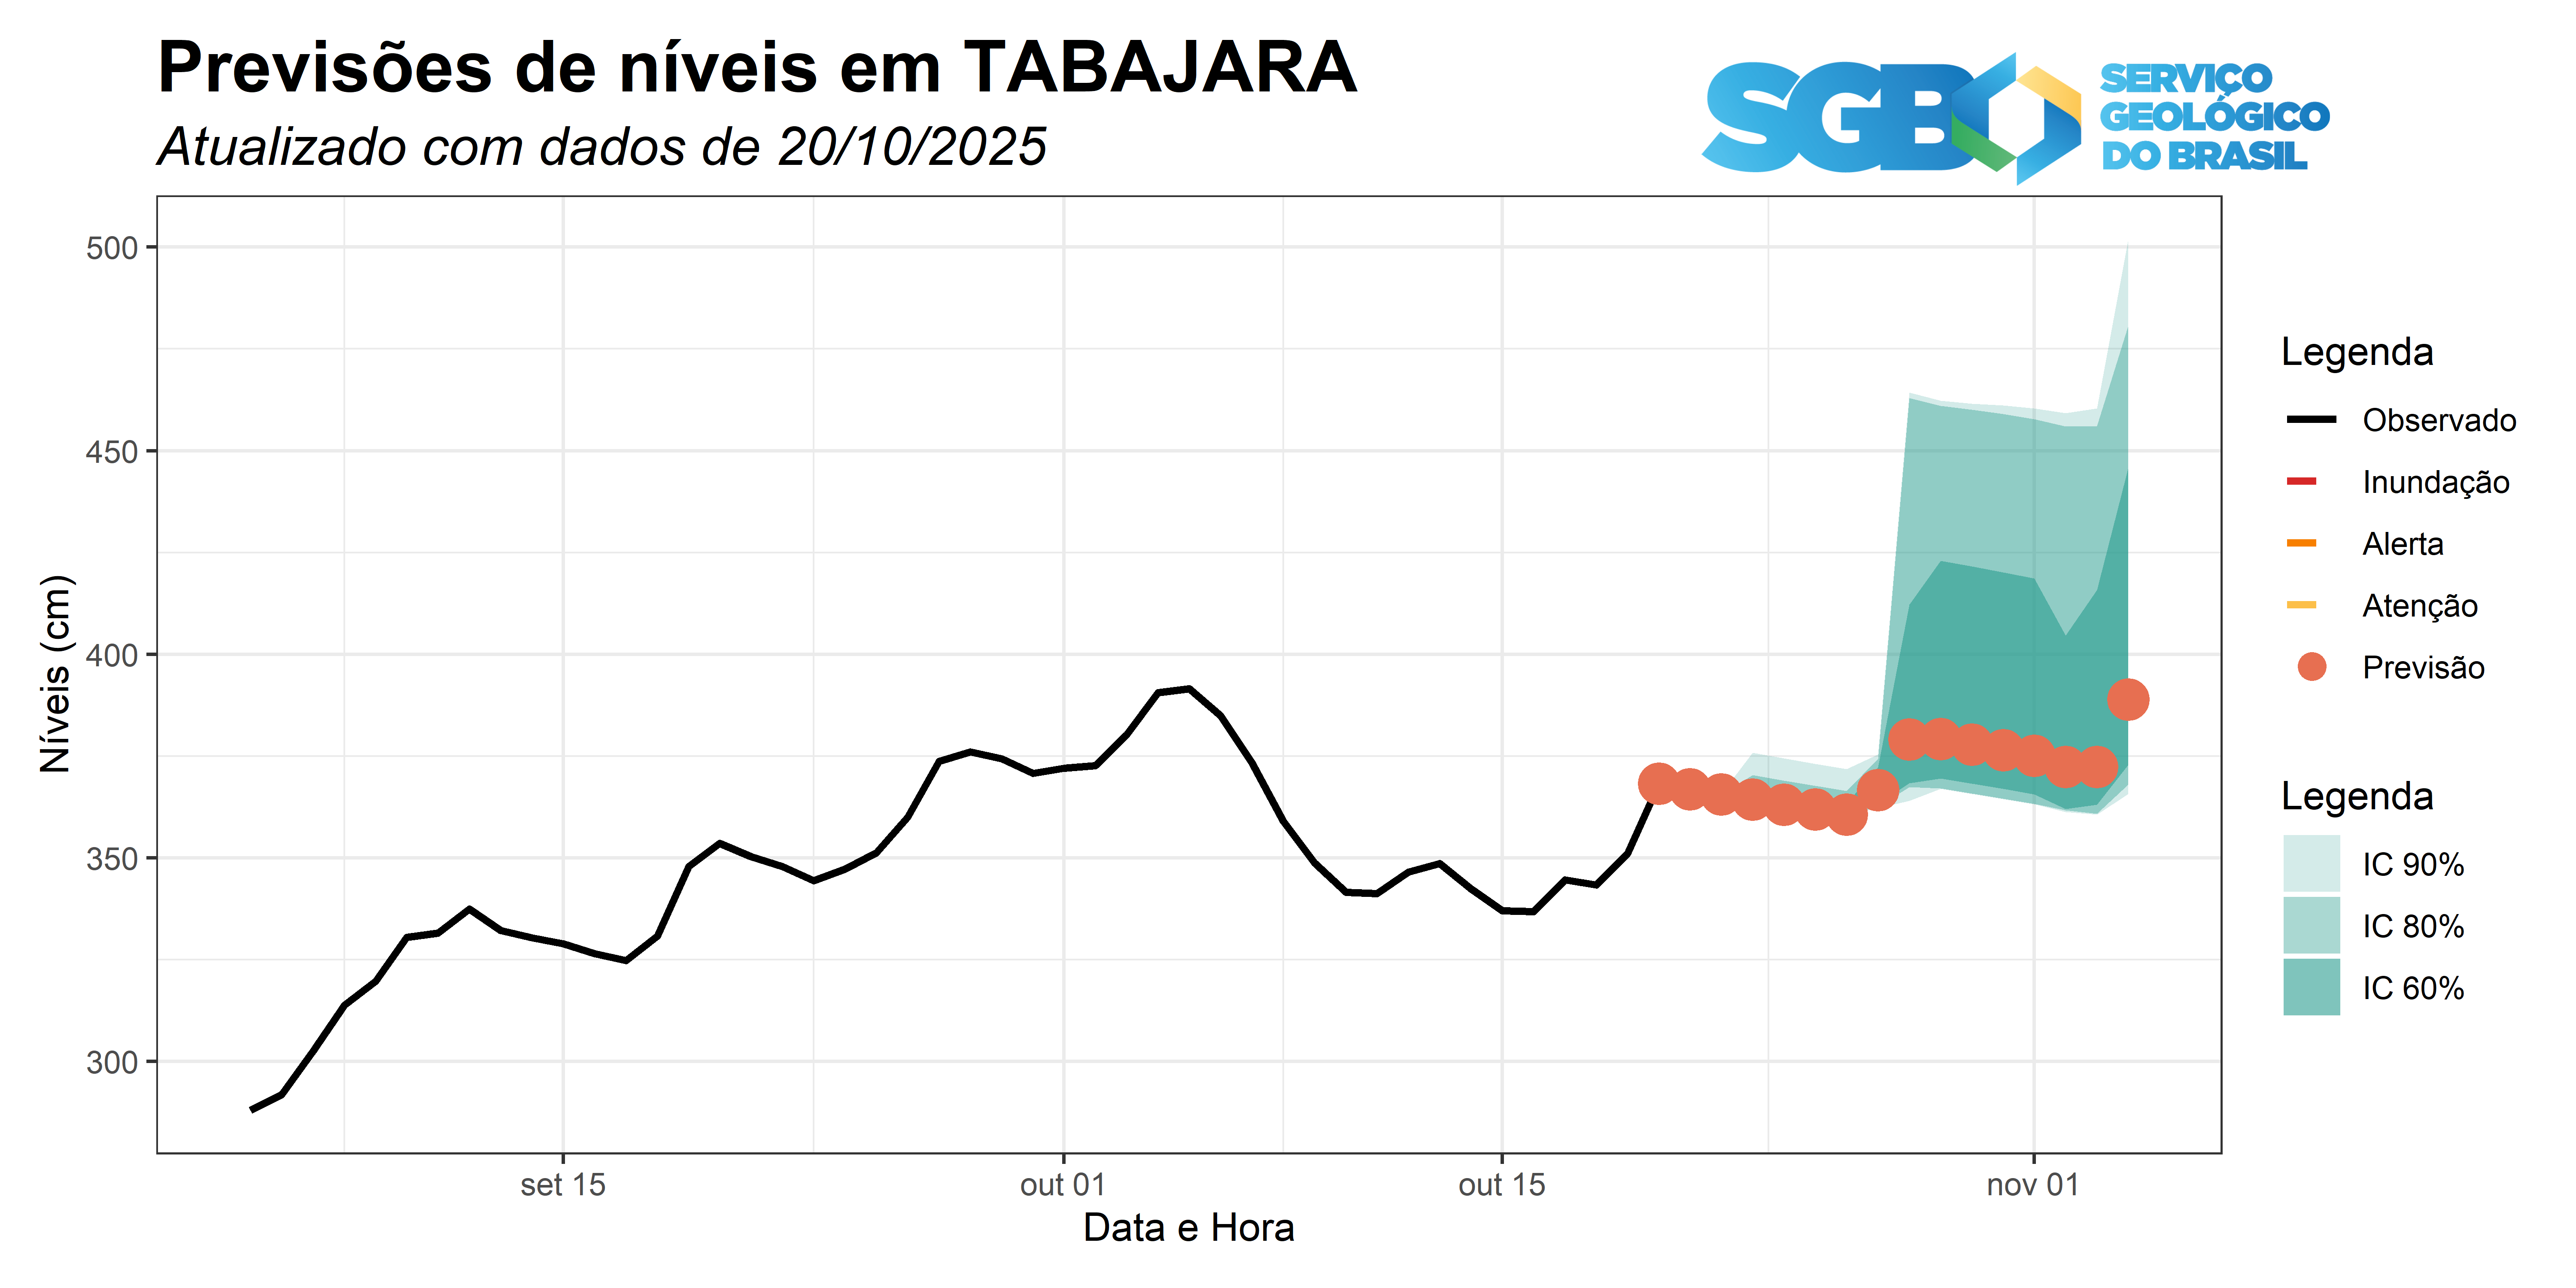 Previsões de níveis em TABAJARA
Atualizado com dados de 20/10/2025
SGB
SERVIÇO
GEOLÓGICO
DO BRASIL
Níveis (cm)
500
450
400
350
300
set 15
out 01
out 15
nov 01
Data e Hora
Legenda
Observado
Inundação
Alerta
Atenção
Previsão
Legenda
IC 90%
IC 80%
IC 60%